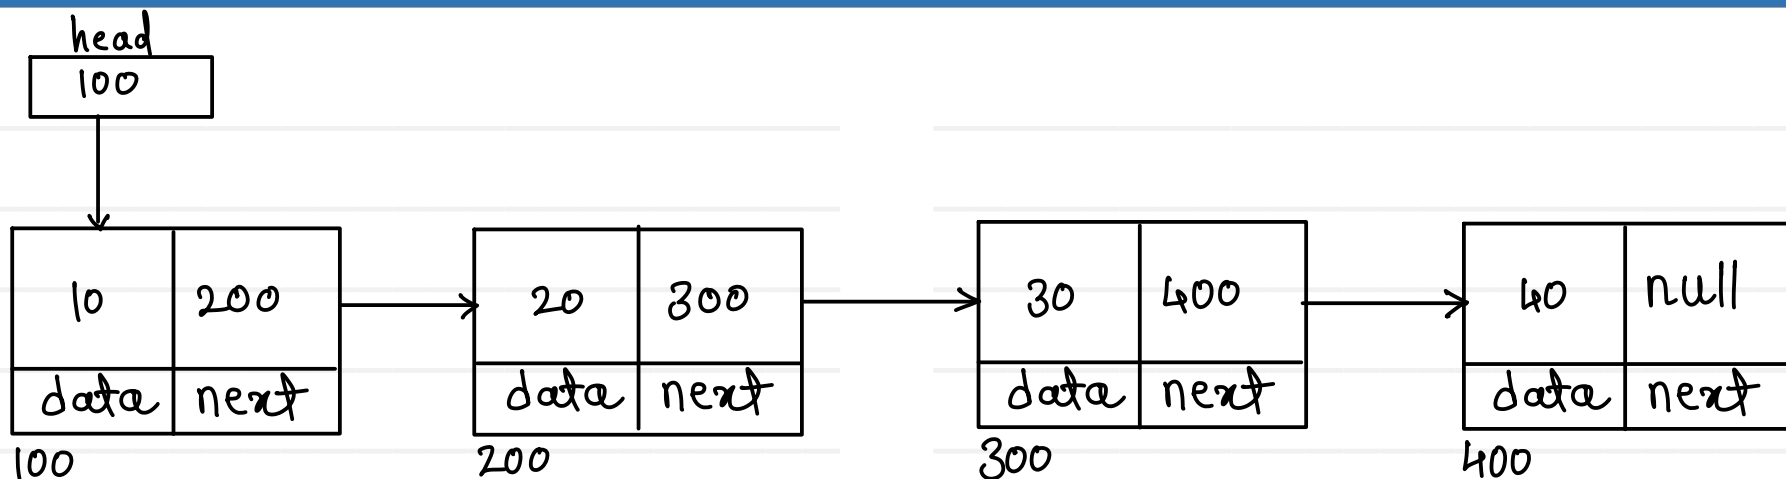 head
100
10 200 20 300 30 400 40 null
data next data next data next data next
100 200 300 400